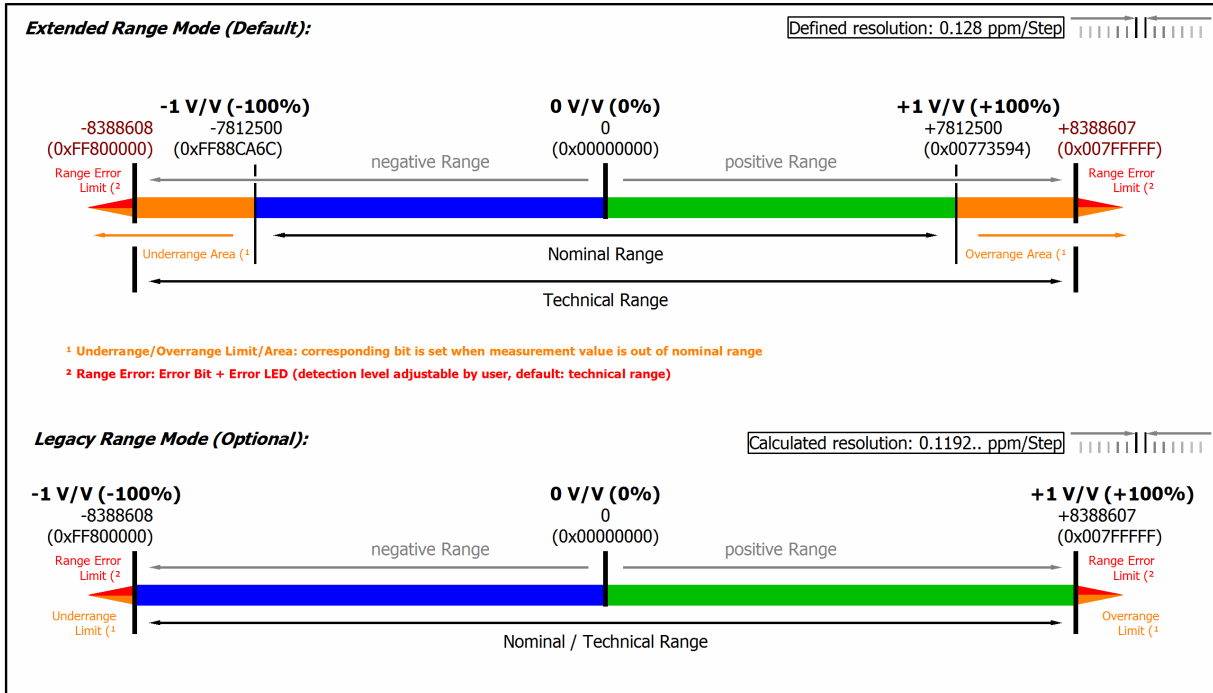 Extended Range Mode (Default):
Defined resolution: 0.128 ppm/Step
-1 V/V (-100%)
0 V/V (0%)
+1 V/V (+100%)
-8388608
-7812500
0
+7812500
+8388607
(0xFF800000)
(0xFF88CA6C)
(0x00000000)
(0x00773594)
(0x007FFFFF)
negative Range
positive Range
Range Error
Limit (²
Range Error
Limit (²
Underrange Area (¹
Nominal Range
Overrange Area (¹
Technical Range
¹ Underrange/Overrange Limit/Area: corresponding bit is set when measurement value is out of nominal range
² Range Error: Error Bit + Error LED (detection level adjustable by user, default: technical range)
Legacy Range Mode (Optional):
Calculated resolution: 0.1192.. ppm/Step
-1 V/V (-100%)
0 V/V (0%)
+1 V/V (+100%)
-8388608
0
+8388607
(0xFF800000)
(0x00000000)
(0x007FFFFF)
negative Range
positive Range
Range Error
Limit (²
Range Error
Limit (²
Underrange
Limit (¹
Overrange
Limit (¹
Nominal / Technical Range